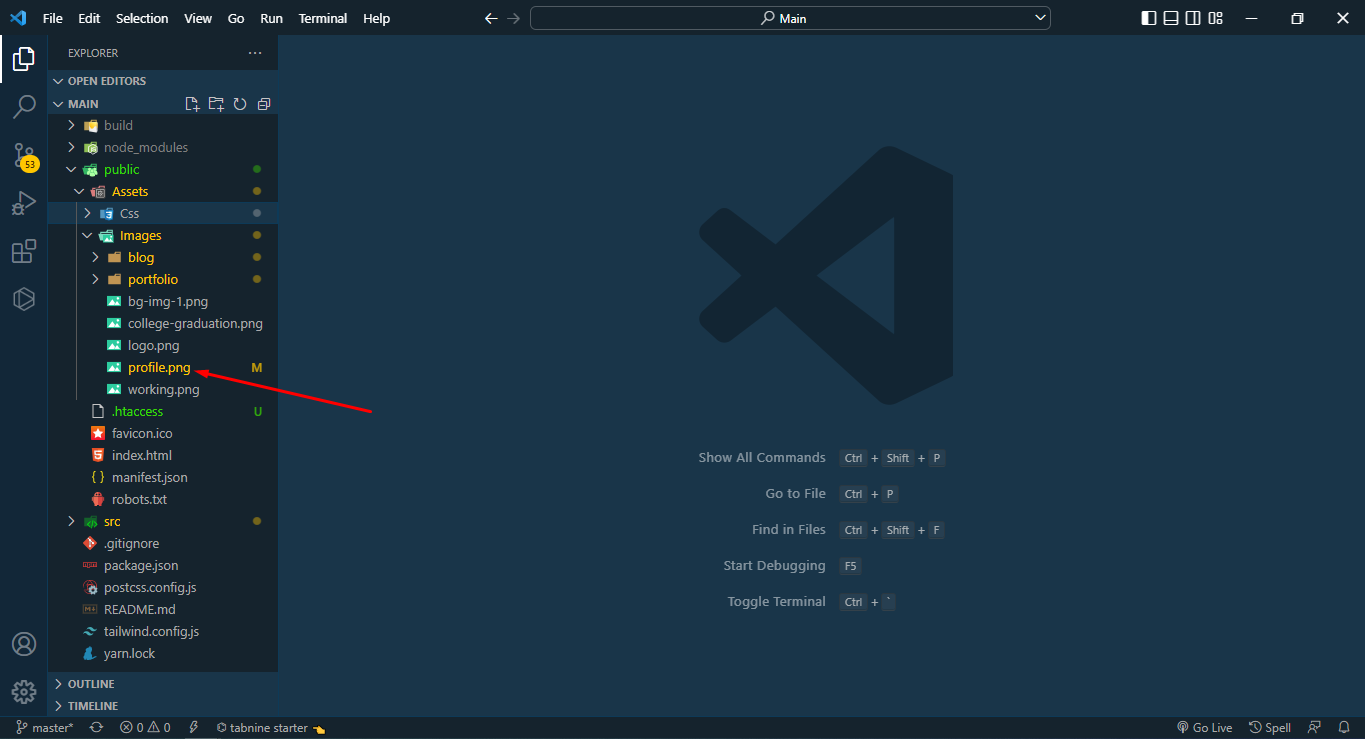 File Edit Selection View Go Run Terminal Help
Main
EXPLORER
OPEN EDITORS
MAIN
build
node_modules
public
Assets
Css
Images
blog
portfolio
bg-img-1.png
college-graduation.png
logo.png
profile.png M
working.png
.htaccess U
favicon.ico
index.html
manifest.json
robots.txt
src
.gitignore
package.json
postcss.config.js
README.md
tailwind.config.js
yarn.lock
OUTLINE
TIMELINE
53
Show All Commands Ctrl + Shift + P
Go to File Ctrl + P
Find in Files Ctrl + Shift + F
Start Debugging F5
Toggle Terminal Ctrl + `
master* 0 0 tabnine starter Go Live Spell